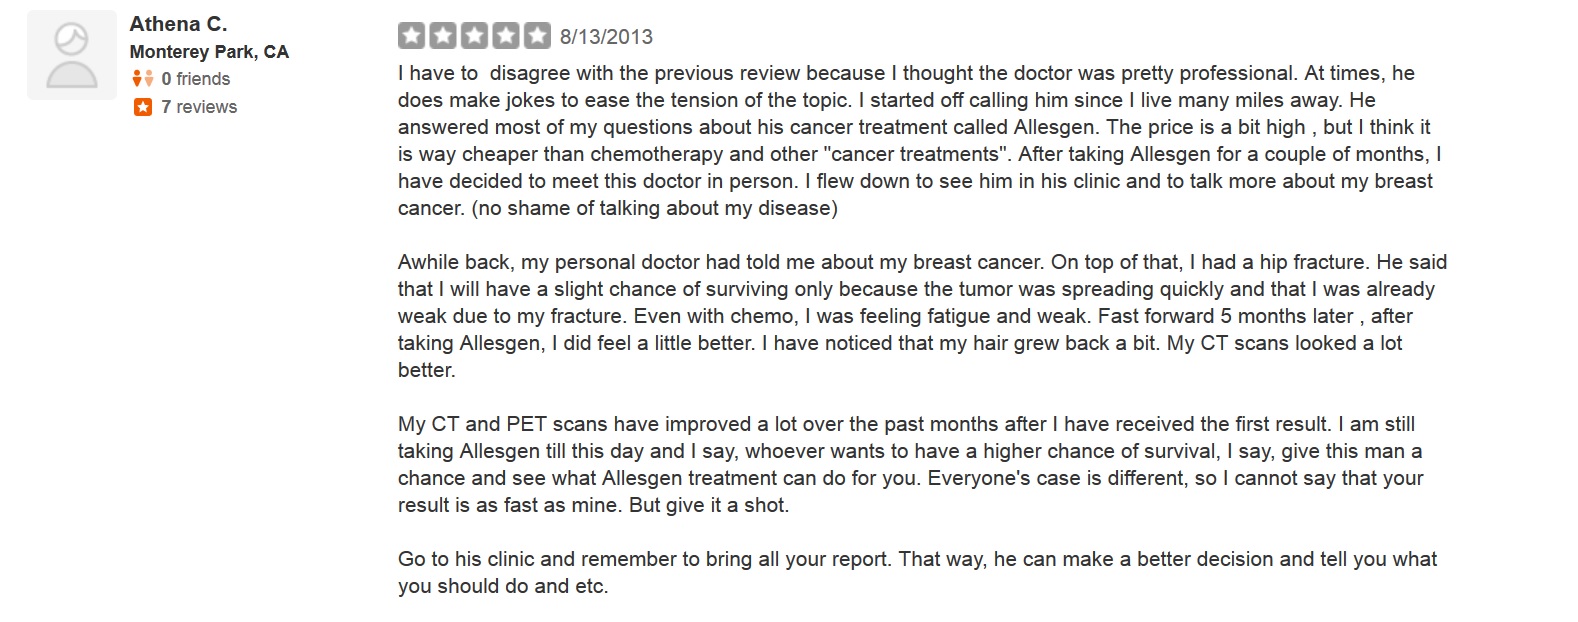 Athena C.
Monterey Park, CA
0 friends
7 reviews
8/13/2013
I have to  disagree with the previous review because I thought the doctor was pretty professional. At times, he
does make jokes to ease the tension of the topic. I started off calling him since I live many miles away. He
answered most of my questions about his cancer treatment called Allesgen. The price is a bit high , but I think it
is way cheaper than chemotherapy and other "cancer treatments". After taking Allesgen for a couple of months, I
have decided to meet this doctor in person. I flew down to see him in his clinic and to talk more about my breast
cancer. (no shame of talking about my disease)
Awhile back, my personal doctor had told me about my breast cancer. On top of that, I had a hip fracture. He said
that I will have a slight chance of surviving only because the tumor was spreading quickly and that I was already
weak due to my fracture. Even with chemo, I was feeling fatigue and weak. Fast forward 5 months later , after
taking Allesgen, I did feel a little better. I have noticed that my hair grew back a bit. My CT scans looked a lot
better.
My CT and PET scans have improved a lot over the past months after I have received the first result. I am still
taking Allesgen till this day and I say, whoever wants to have a higher chance of survival, I say, give this man a
chance and see what Allesgen treatment can do for you. Everyone's case is different, so I cannot say that your
result is as fast as mine. But give it a shot.
Go to his clinic and remember to bring all your report. That way, he can make a better decision and tell you what
you should do and etc.